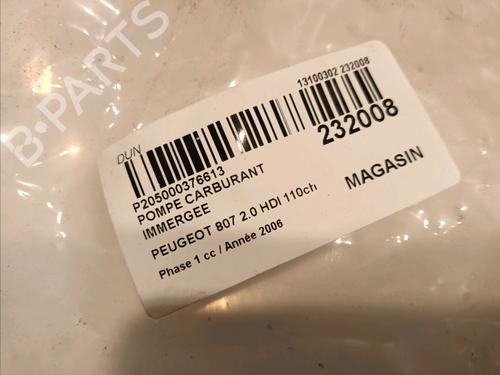 B-PARTS
DUN
13100302 232008
232008
P205000376613
POMPE CARBURANT
IMMERGEE
MAGASIN
PEUGEOT 807 2.0 HDI 110ch
Phase 1 cc / Année 2006